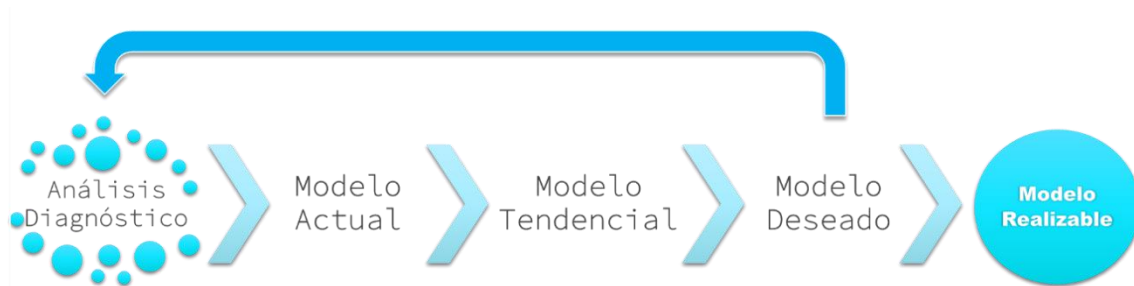 Análisis
Diagnóstico
Modelo
Actual
Modelo
Tendencial
Modelo
Deseado
Modelo
Realizable